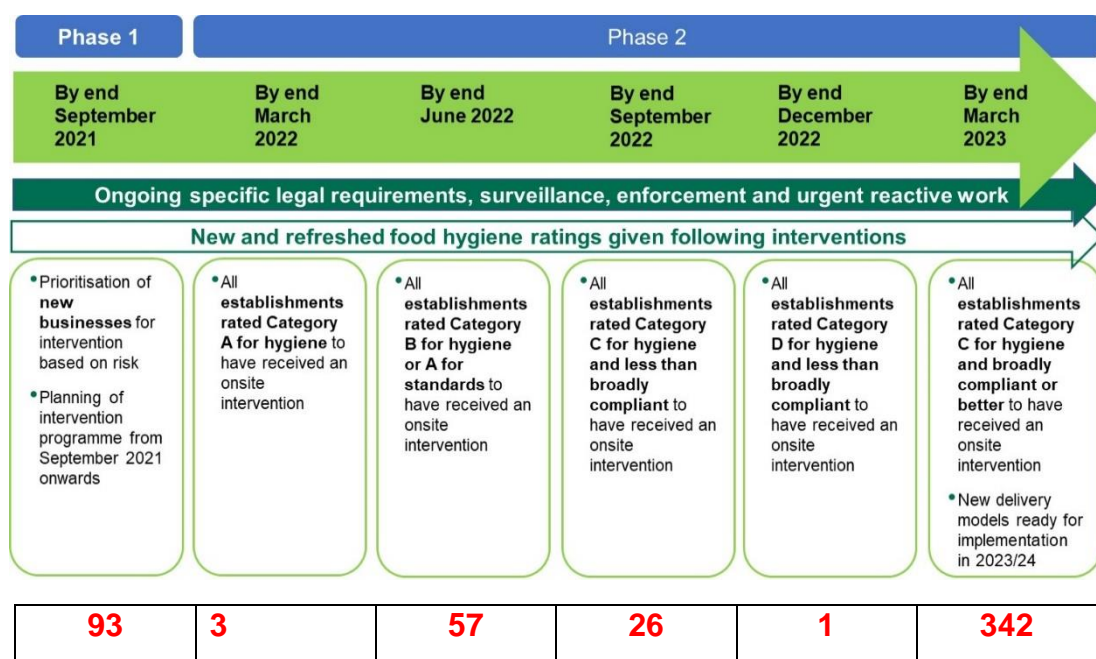 Phase 1
Phase 2
By end
September
2021
By end
March
2022
By end
June 2022
By end
September
2022
By end
December
2022
By end
March
2023
Ongoing specific legal requirements, surveillance, enforcement and urgent reactive work
New and refreshed food hygiene ratings given following interventions
•Prioritisation of
new
businesses for
intervention
based on risk
•Planning of
intervention
programme from
September 2021
onwards
•All
establishments
rated Category
A for hygiene to
have received an
onsite
intervention
•All
establishments
rated Category
B for hygiene
or A for
standards to
have received an
onsite
intervention
•All
establishments
rated Category
C for hygiene
and less than
broadly
compliant to
have received an
onsite
intervention
•All
establishments
rated Category
D for hygiene
and less than
broadly
compliant to
have received an
onsite
intervention
•All
establishments
rated Category
C for hygiene
and broadly
compliant or
better to have
received an
onsite
intervention
•New delivery
models ready for
implementation
in 2023/24
93
3
57
26
1
342